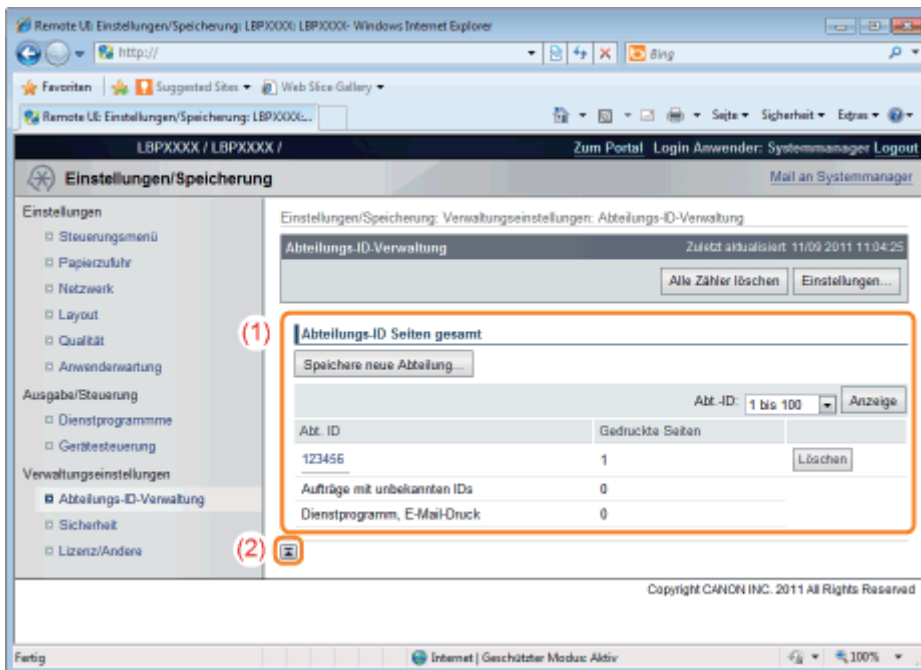 Remote UI: Einstellungen/Speicherung: LBPXXXX: LBPXXXX- Windows Internet Explorer
http://
Bing
Favoriten Suggested Sites Web Slice Gallery
Remote UI: Einstellungen/Speicherung: LBPXXXX:... Seite Sicherheit Extras
LBPXXXX / LBPXXXX / Zum Portal Login Anwender: Systemmanager Logout
Einstellungen/Speicherung Mail an Systemmanager
Einstellungen
Steuerungsmenü
Papierzufuhr
Netzwerk
Layout
Qualität
Anwenderwartung
Ausgabe/Steuerung
Dienstprogrammme
Gerätesteuerung
Verwaltungseinstellungen
Abteilungs-ID-Verwaltung
Sicherheit
Lizenz/Andere
Einstellungen/Speicherung: Verwaltungseinstellungen: Abteilungs-ID-Verwaltung
Abteilungs-ID-Verwaltung Zuletzt aktualisiert: 11/09 2011 11:04:25
Alle Zähler löschen Einstellungen...
(1)
Abteilungs-ID Seiten gesamt
Speichere neue Abteilung...
Abt.-ID: 1 bis 100 Anzeige
Abt. ID Gedruckte Seiten
123456 1 Löschen
Aufträge mit unbekannten IDs 0
Dienstprogramm, E-Mail-Druck 0
(2)
Copyright CANON INC. 2011 All Rights Reserved
Fertig Internet | Geschützter Modus: Aktiv 100%